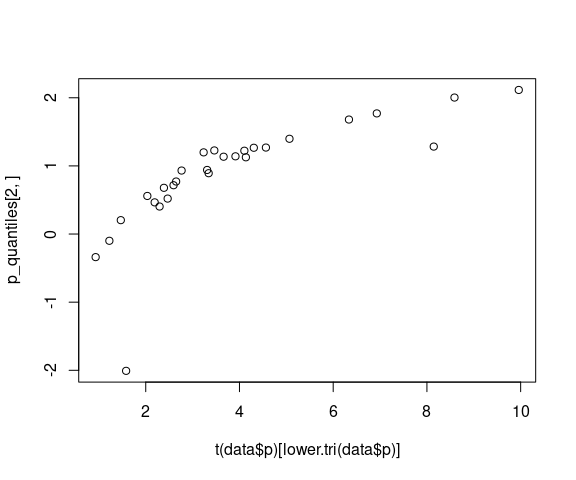 p_quantiles[2, ]
2
1
0
-1
-2
2 4 6 8 10
t(data$p)[lower.tri(data$p)]